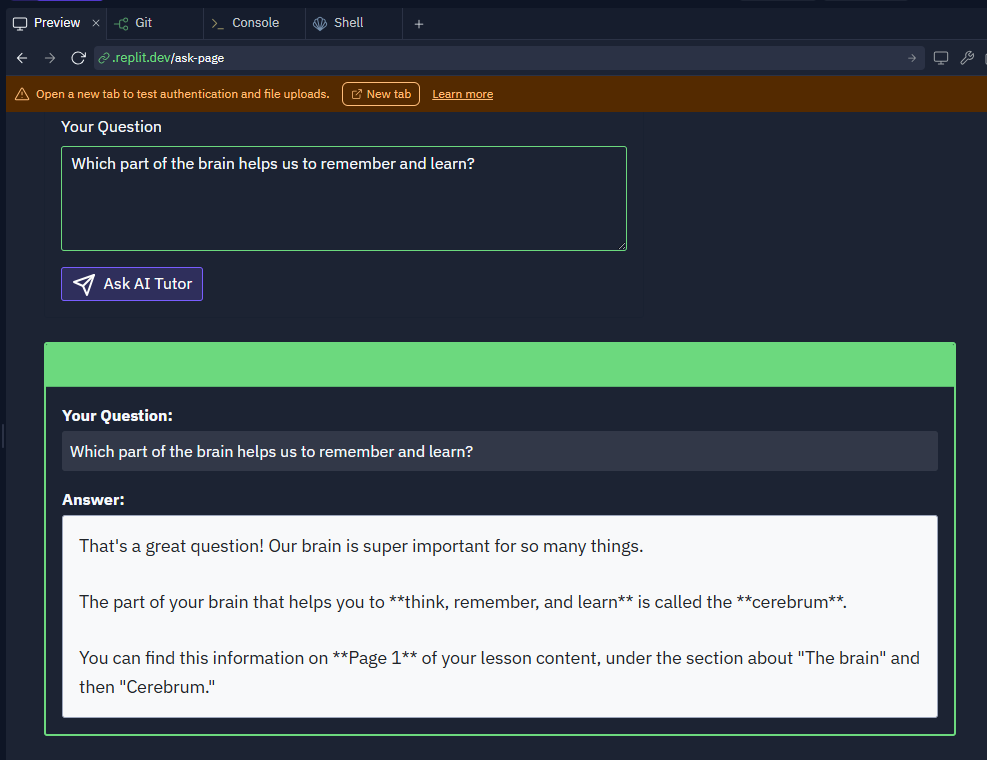 Preview
Git
Console
Shell
.replit.dev/ask-page
Open a new tab to test authentication and file uploads.
New tab
Learn more
Your Question
Which part of the brain helps us to remember and learn?
Ask AI Tutor
Your Question:
Which part of the brain helps us to remember and learn?
Answer:
That's a great question! Our brain is super important for so many things.
The part of your brain that helps you to **think, remember, and learn** is called the **cerebrum**.
You can find this information on **Page 1** of your lesson content, under the section about "The brain" and
then "Cerebrum."